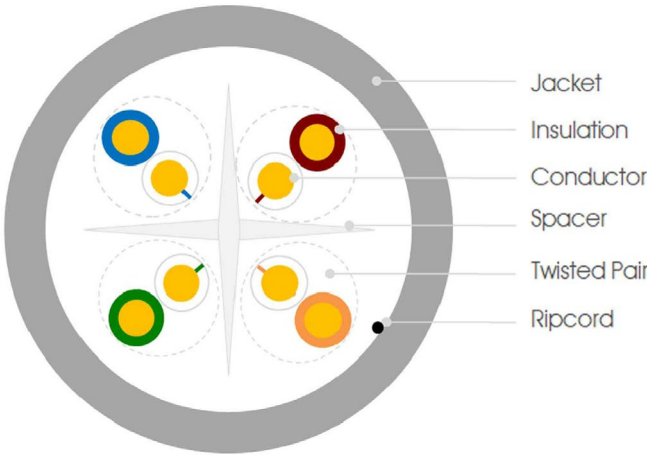 Jacket
Insulation
Conductor
Spacer
Twisted Pair
Ripcord